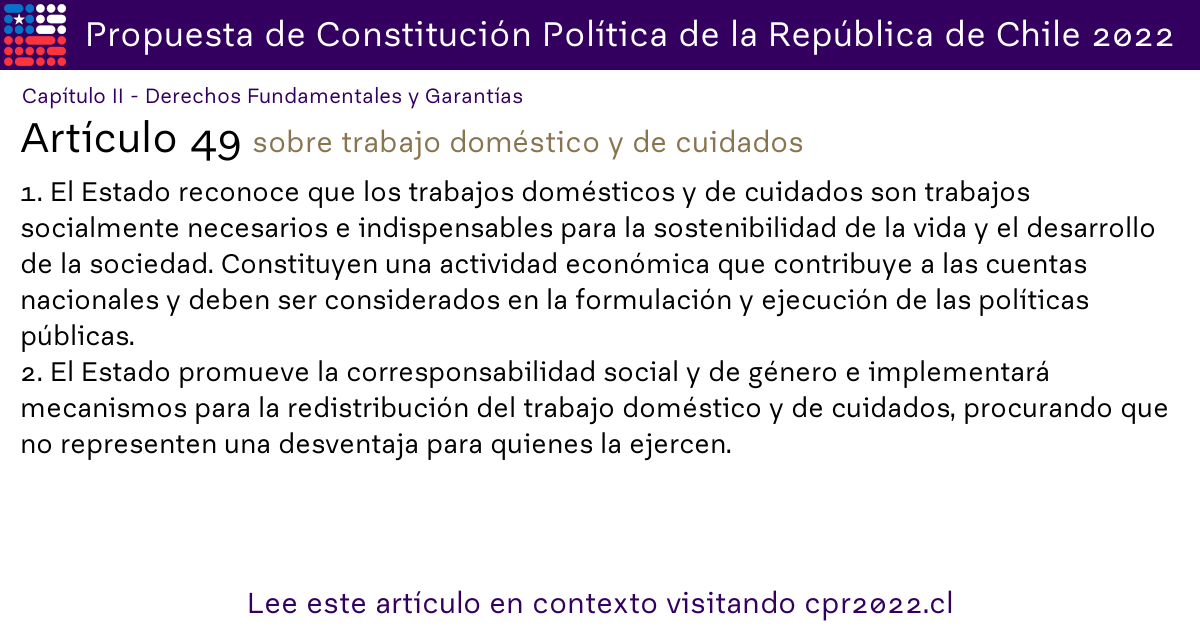 Propuesta de Constitución Política de la República de Chile 2022
Capítulo II - Derechos Fundamentales y Garantías
Artículo 49 sobre trabajo doméstico y de cuidados
1. El Estado reconoce que los trabajos domésticos y de cuidados son trabajos
socialmente necesarios e indispensables para la sostenibilidad de la vida y el desarrollo
de la sociedad. Constituyen una actividad económica que contribuye a las cuentas
nacionales y deben ser considerados en la formulación y ejecución de las políticas
públicas.
2. El Estado promueve la corresponsabilidad social y de género e implementará
mecanismos para la redistribución del trabajo doméstico y de cuidados, procurando que
no representen una desventaja para quienes la ejercen.
Lee este artículo en contexto visitando cpr2022.cl